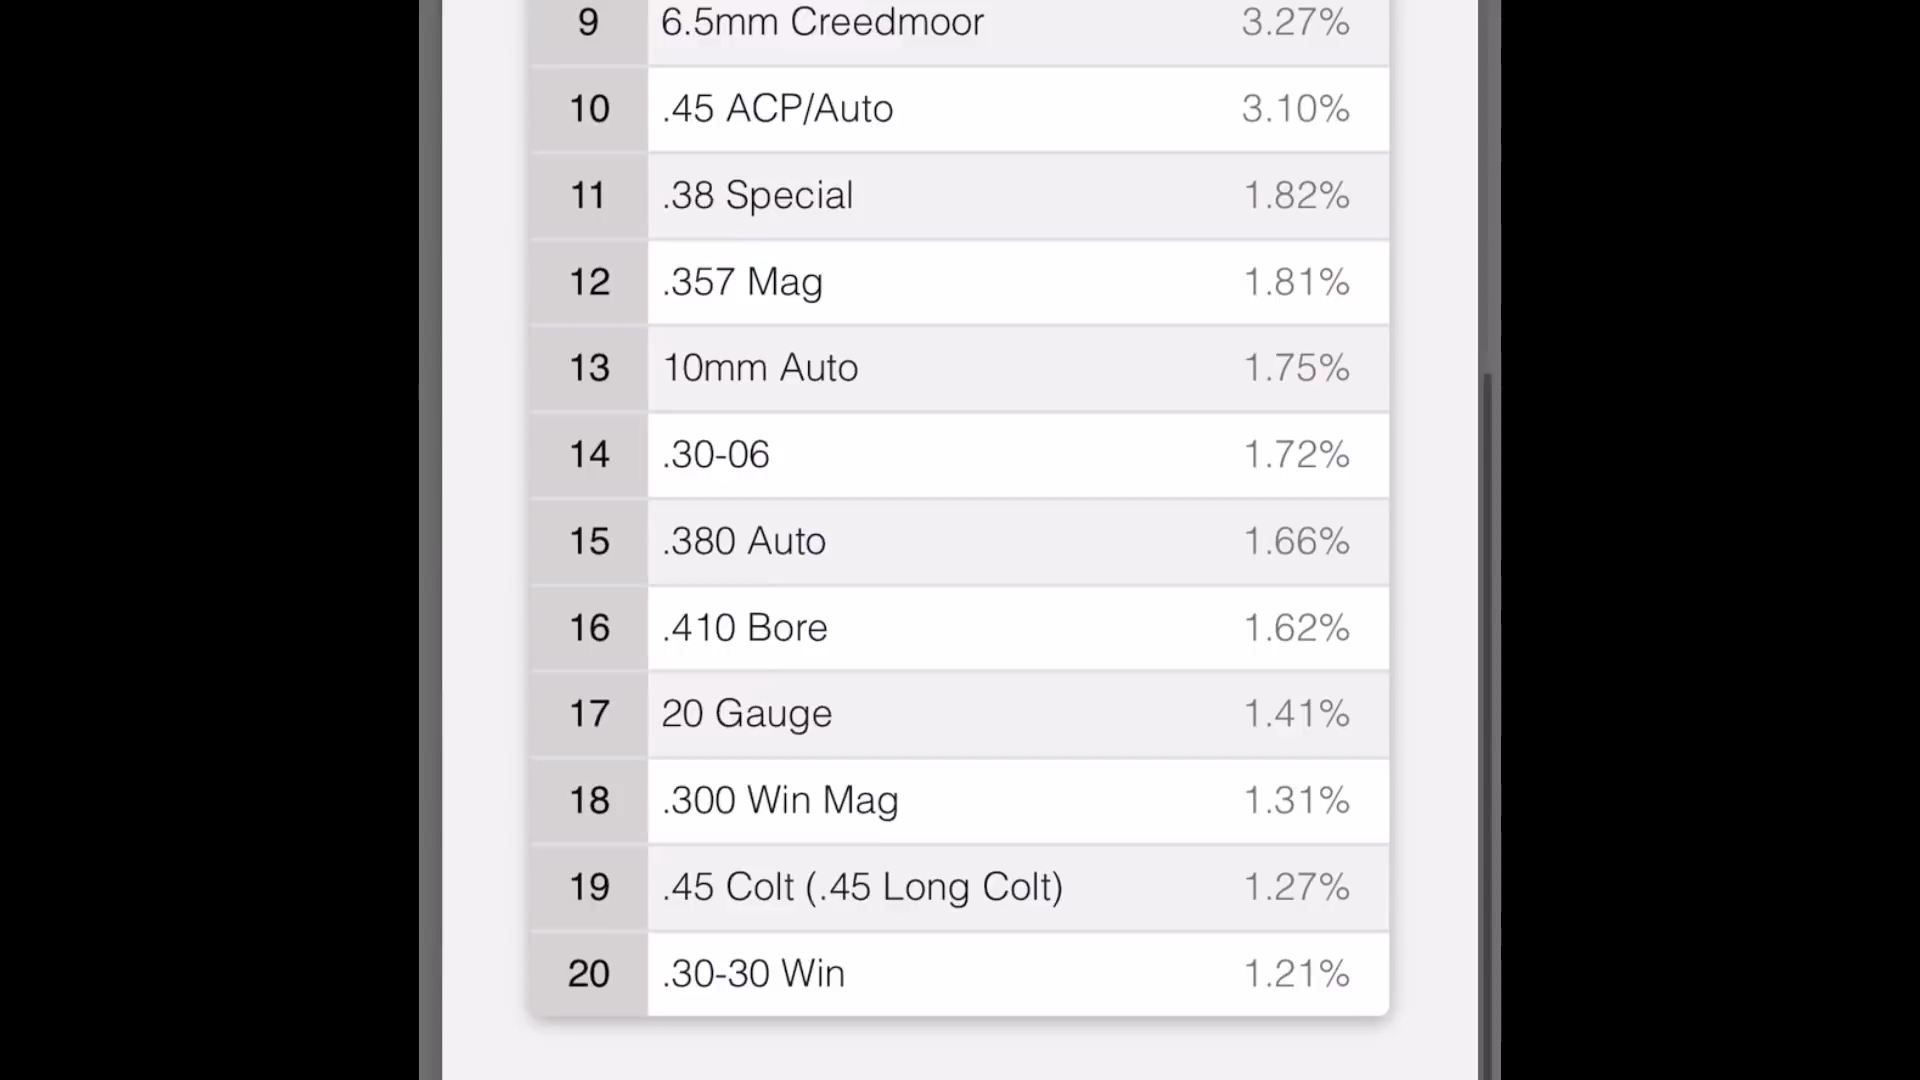 9 6.5mm Creedmoor 3.27%
10 .45 ACP/Auto 3.10%
11 .38 Special 1.82%
12 .357 Mag 1.81%
13 10mm Auto 1.75%
14 .30-06 1.72%
15 .380 Auto 1.66%
16 .410 Bore 1.62%
17 20 Gauge 1.41%
18 .300 Win Mag 1.31%
19 .45 Colt (.45 Long Colt) 1.27%
20 .30-30 Win 1.21%